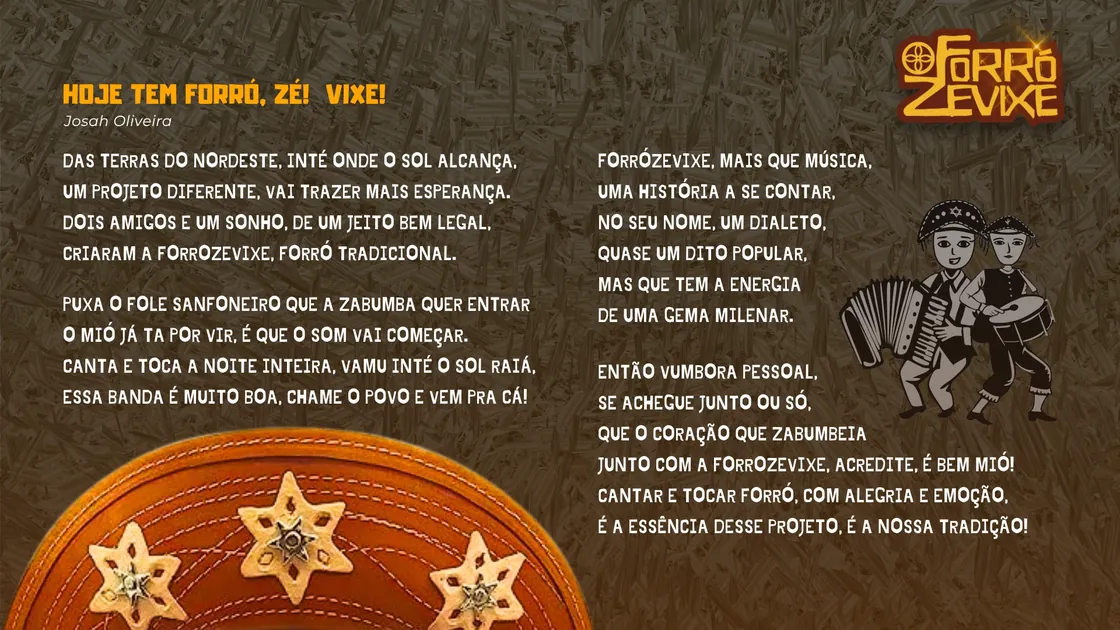 HOJE TEM FORRÓ, ZÉ! VIXE!
Josah Oliveira
DAS TERRAS DO NORDESTE, INTÉ ONDE O SOL ALCANÇA,
UM PROJETO DIFERENTE, VAI TRAZER MAIS ESPERANÇA.
DOIS AMIGOS E UM SONHO, DE UM JEITO BEM LEGAL,
CRIARAM A FORROZEVIXE, FORRÓ TRADICIONAL.
PUXA O FOLE SANFONEIRO QUE A ZABUMBA QUER ENTRAR
O MIÓ JÁ TA POR VIR, É QUE O SOM VAI COMEÇAR.
CANTA E TOCA A NOITE INTEIRA, VAMU INTÉ O SOL RAIÁ,
ESSA BANDA É MUITO BOA, CHAME O POVO E VEM PRA CÁ!
FORRÓZEVIXE, MAIS QUE MÚSICA,
UMA HISTÓRIA A SE CONTAR,
NO SEU NOME, UM DIALETO,
QUASE UM DITO POPULAR,
MAS QUE TEM A ENERGIA
DE UMA GEMA MILENAR.
ENTÃO VUMBORA PESSOAL,
SE ACHEGUE JUNTO OU SÓ,
QUE O CORAÇÃO QUE ZABUMBEIA
JUNTO COM A FORROZEVIXE, ACREDITE, É BEM MIÓ!
CANTAR E TOCAR FORRÓ, COM ALEGRIA E EMOÇÃO,
É A ESSÊNCIA DESSE PROJETO, É A NOSSA TRADIÇÃO!
FORRÓ
ZEVIXE